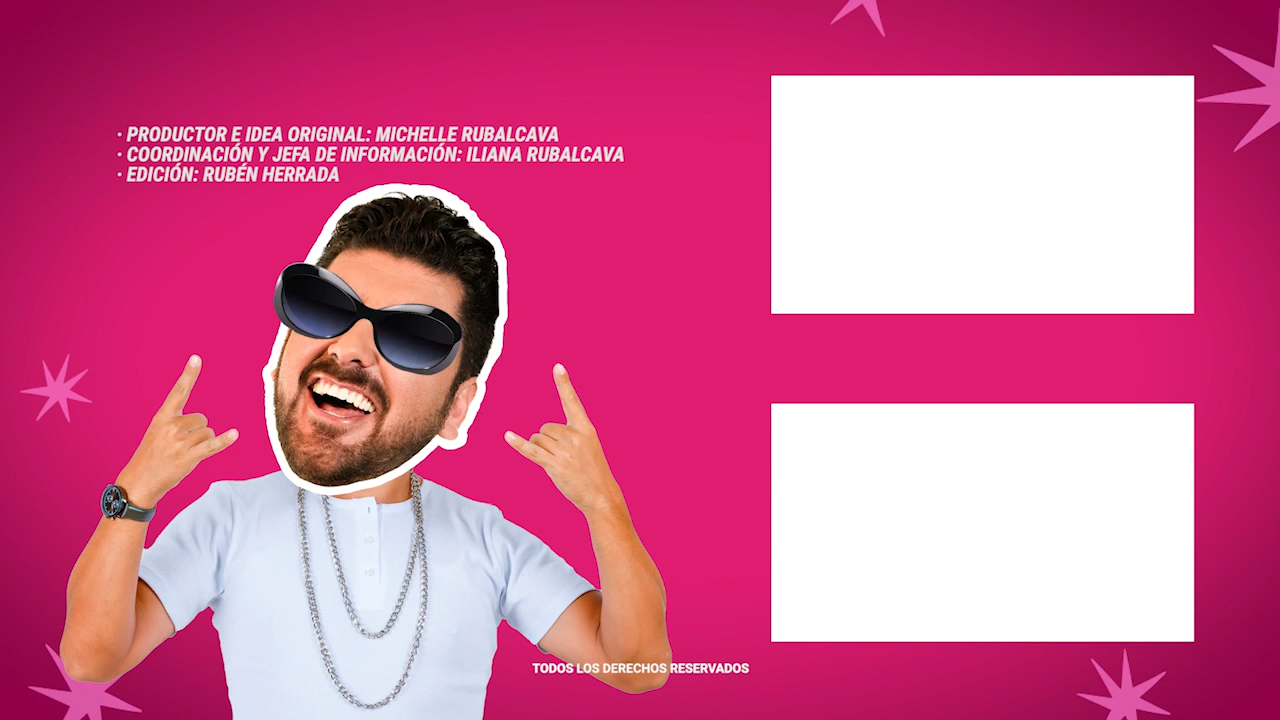 · PRODUCTOR E IDEA ORIGINAL: MICHELLE RUBALCAVA
· COORDINACIÓN Y JEFA DE INFORMACIÓN: ILIANA RUBALCAVA
· EDICIÓN: RUBÉN HERRADA
TODOS LOS DERECHOS RESERVADOS